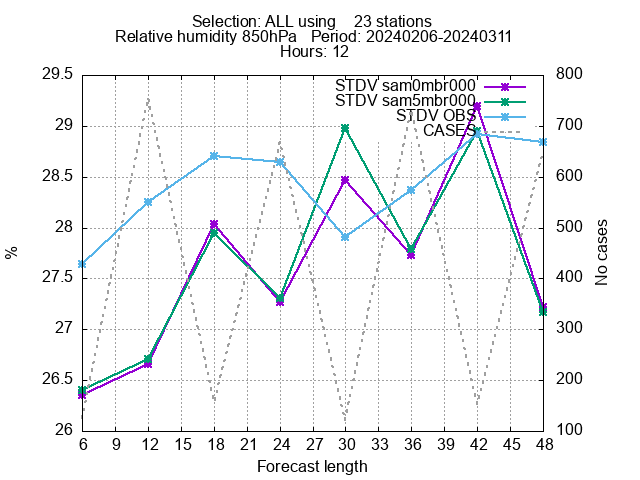 Selection: ALL using    23 stations
Relative humidity 850hPa   Period: 20240206-20240311
Hours: 12
STDV sam0mbr000
STDV sam5mbr000
STDV OBS
CASES
29.5
29
28.5
28
27.5
27
26.5
26
%
800
700
600
500
400
300
200
100
No cases
6 9 12 15 18 21 24 27 30 33 36 39 42 45 48
Forecast length